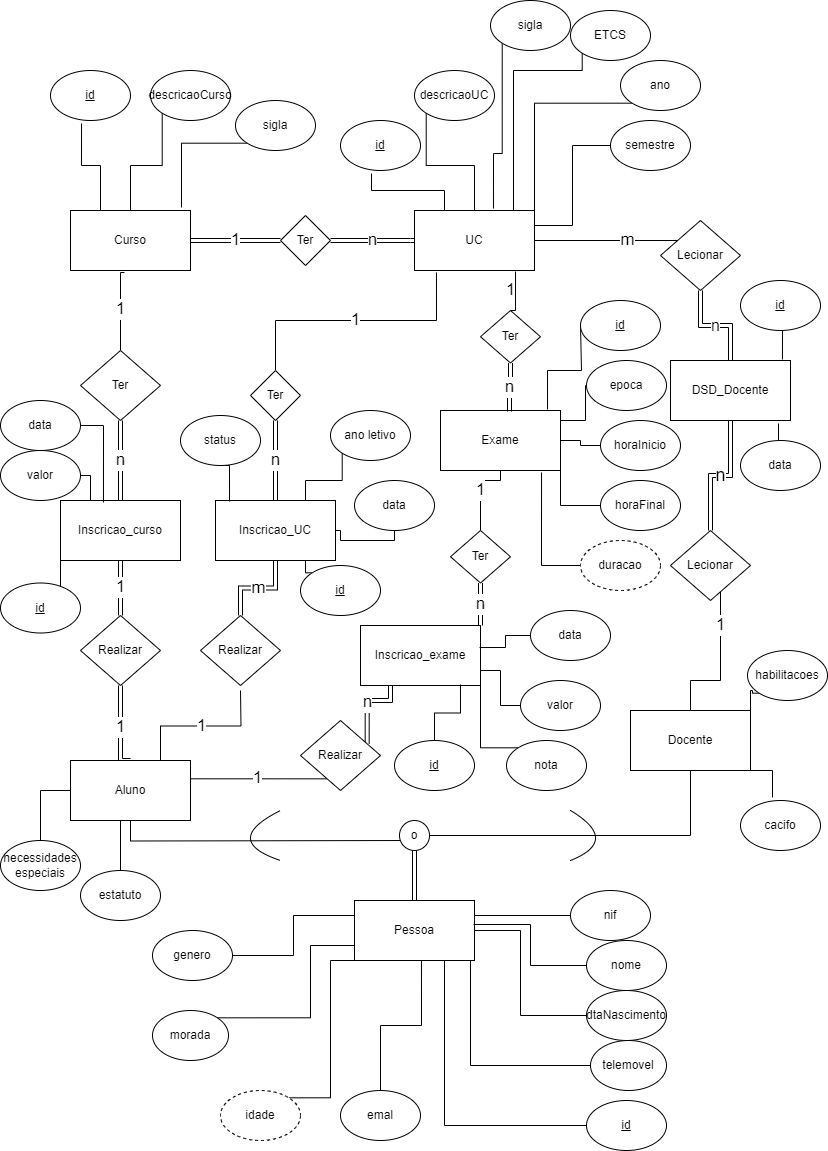 sigla
ETCS
id
descricaoCurso
descricaoUC
ano
sigla
id
semestre
Curso
1
Ter
n
UC
m
Lecionar
1
1
1
id
id
n
Ter
Ter
Ter
epoca
DSD_Docente
n
data
status
ano letivo
Exame
horaInicio
n
n
valor
data
1
n
data
horaFinal
Inscricao_curso
Inscricao_UC
Ter
duracao
Lecionar
1
m
id
id
n
1
data
Realizar
Realizar
Inscricao_exame
habilitacoes
n
valor
1
1
Docente
Realizar
id
nota
1
Aluno
cacifo
o
necessidades
especiais
estatuto
nif
Pessoa
genero
nome
dtaNascimento
morada
telemovel
idade
emal
id